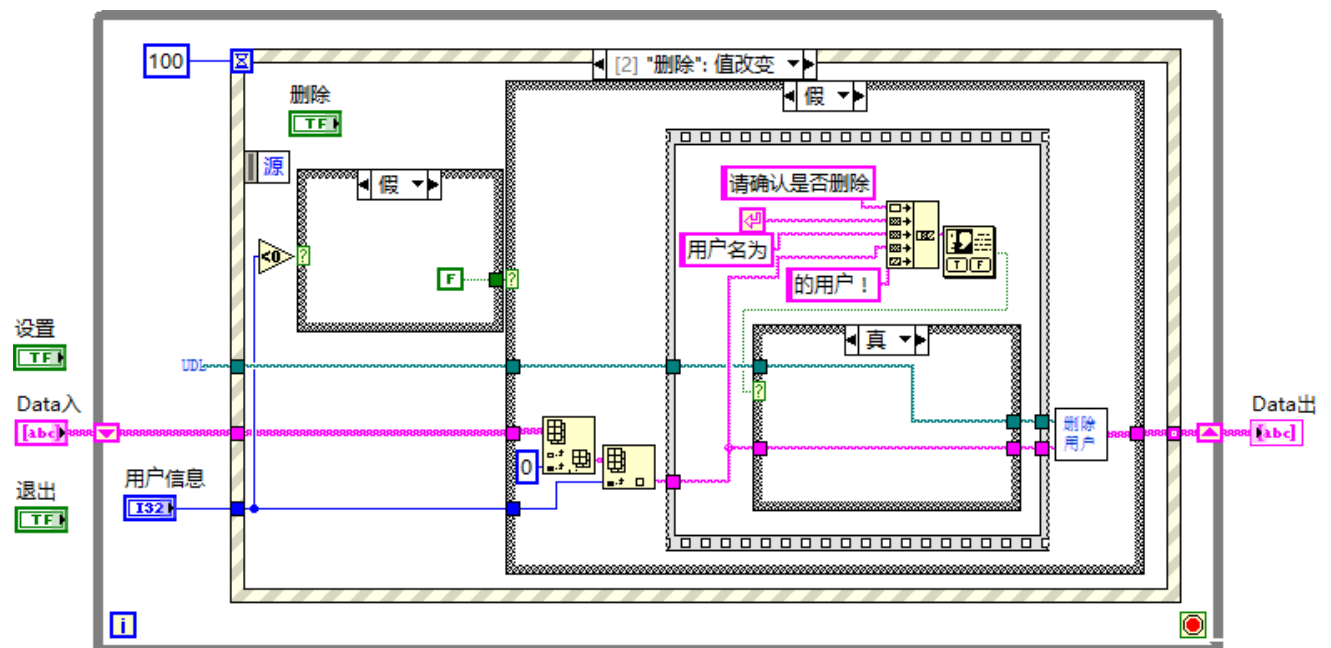 100
[2] "删除": 值改变
删除
TF
假
源
假
请确认是否删除
<0
用户名为
T F
F
的用户！
设置
TF
真
UDL
Data入
[abc]
删除
用户
Data出
[abc]
0
用户信息
I32
退出
TF
i